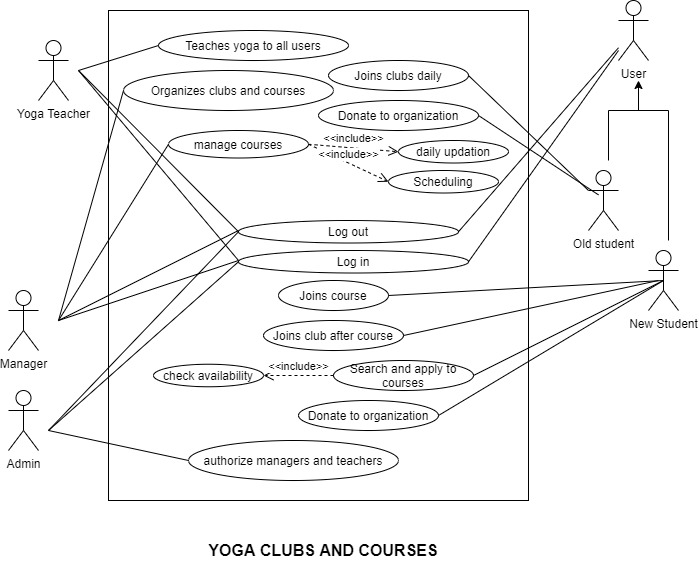 Teaches yoga to all users
Joins clubs daily
User
Organizes clubs and courses
Yoga Teacher
Donate to organization
<<include>>
manage courses
<<include>>
daily updation
Scheduling
Log out
Old student
Log in
Joins course
New Student
Joins club after course
Manager
<<include>>
Search and apply to
courses
check availability
Donate to organization
Admin
authorize managers and teachers
YOGA CLUBS AND COURSES